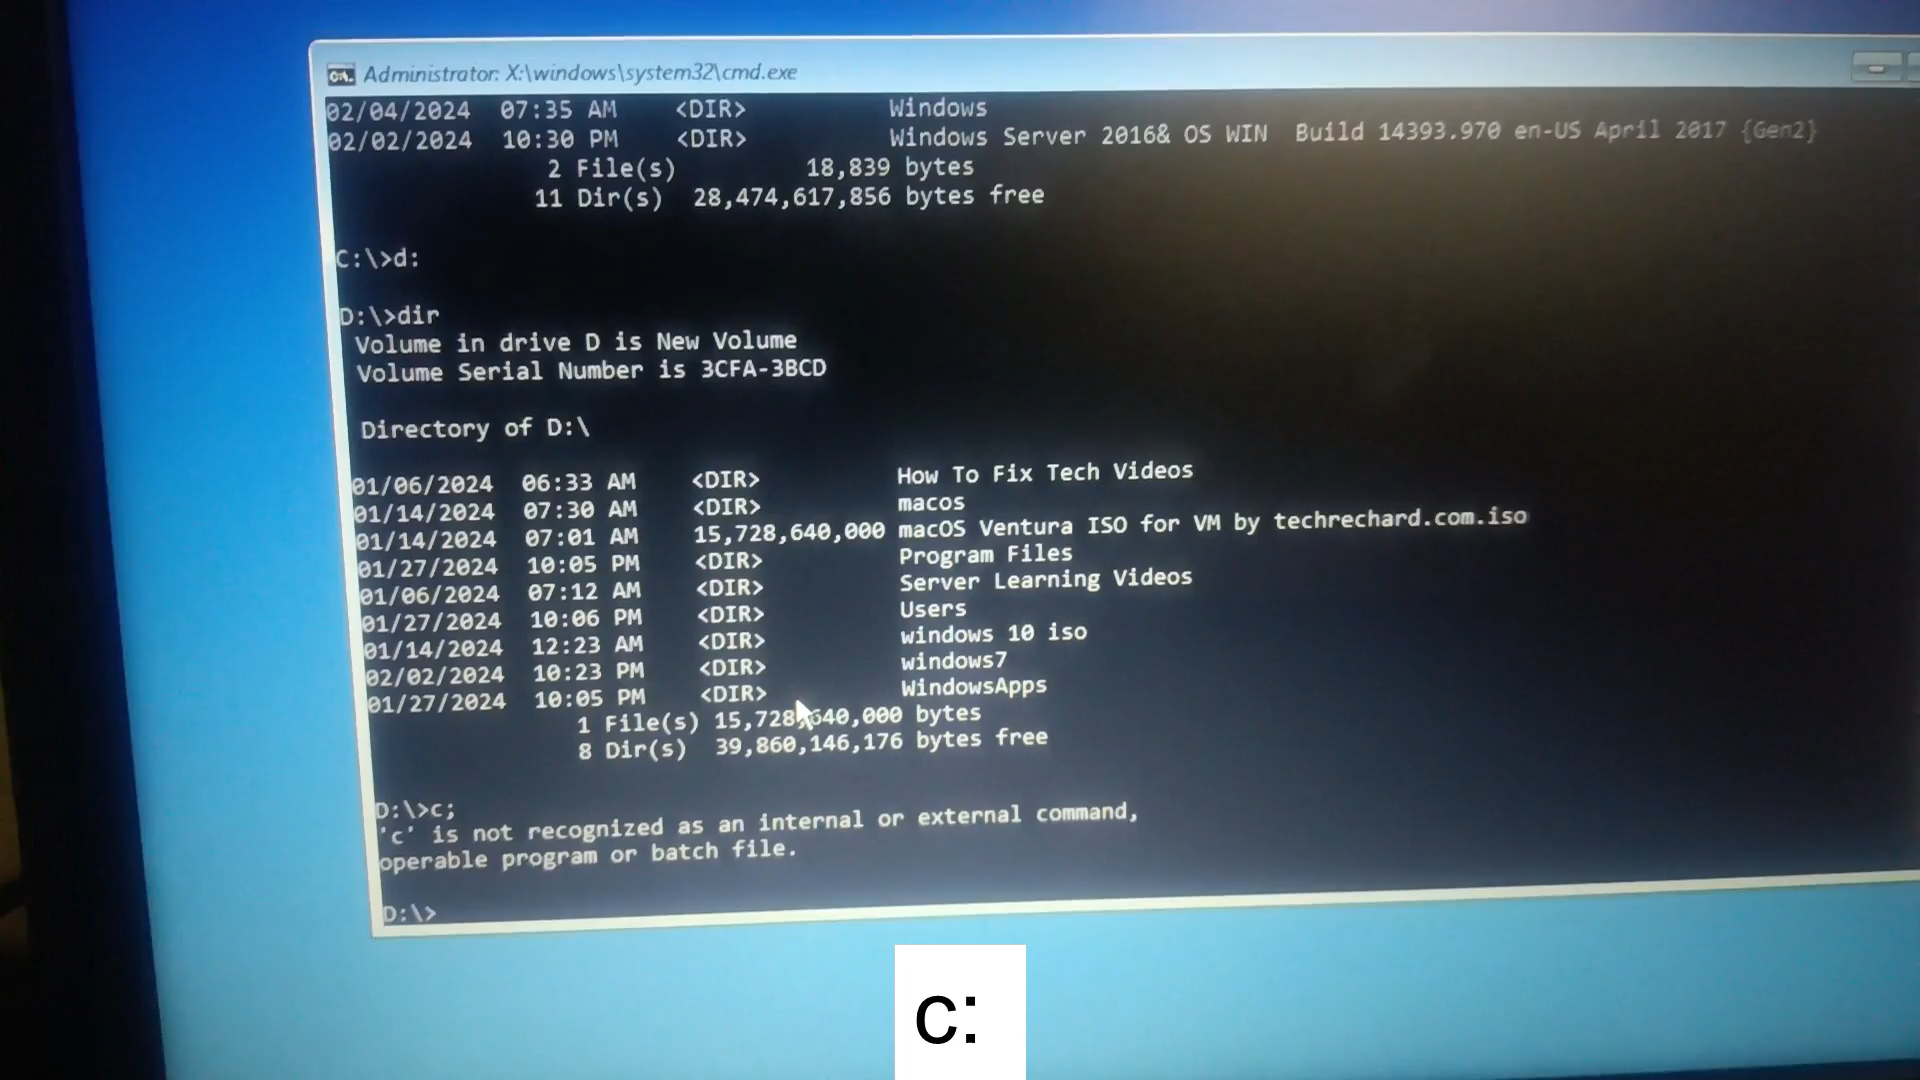 Administrator: X:\windows\system32\cmd.exe
02/04/2024  07:35 AM    <DIR>          Windows
02/02/2024  10:30 PM    <DIR>          Windows Server 2016& OS WIN  Build 14393.970 en-US April 2017 {Gen2}
2 File(s)         18,839 bytes
11 Dir(s)  28,474,617,856 bytes free
C:\>d:
D:\>dir
Volume in drive D is New Volume
Volume Serial Number is 3CFA-3BCD
Directory of D:\
01/06/2024  06:33 AM    <DIR>          How To Fix Tech Videos
01/14/2024  07:30 AM    <DIR>          macos
01/14/2024  07:01 AM    15,728,640,000 macOS Ventura ISO for VM by techrechard.com.iso
01/27/2024  10:05 PM    <DIR>          Program Files
01/06/2024  07:12 AM    <DIR>          Server Learning Videos
01/27/2024  10:06 PM    <DIR>          Users
01/14/2024  12:23 AM    <DIR>          windows 10 iso
02/02/2024  10:23 PM    <DIR>          windows7
01/27/2024  10:05 PM    <DIR>          WindowsApps
1 File(s) 15,728,640,000 bytes
8 Dir(s)  39,860,146,176 bytes free
D:\>c;
'c' is not recognized as an internal or external command,
operable program or batch file.
D:\>
c: